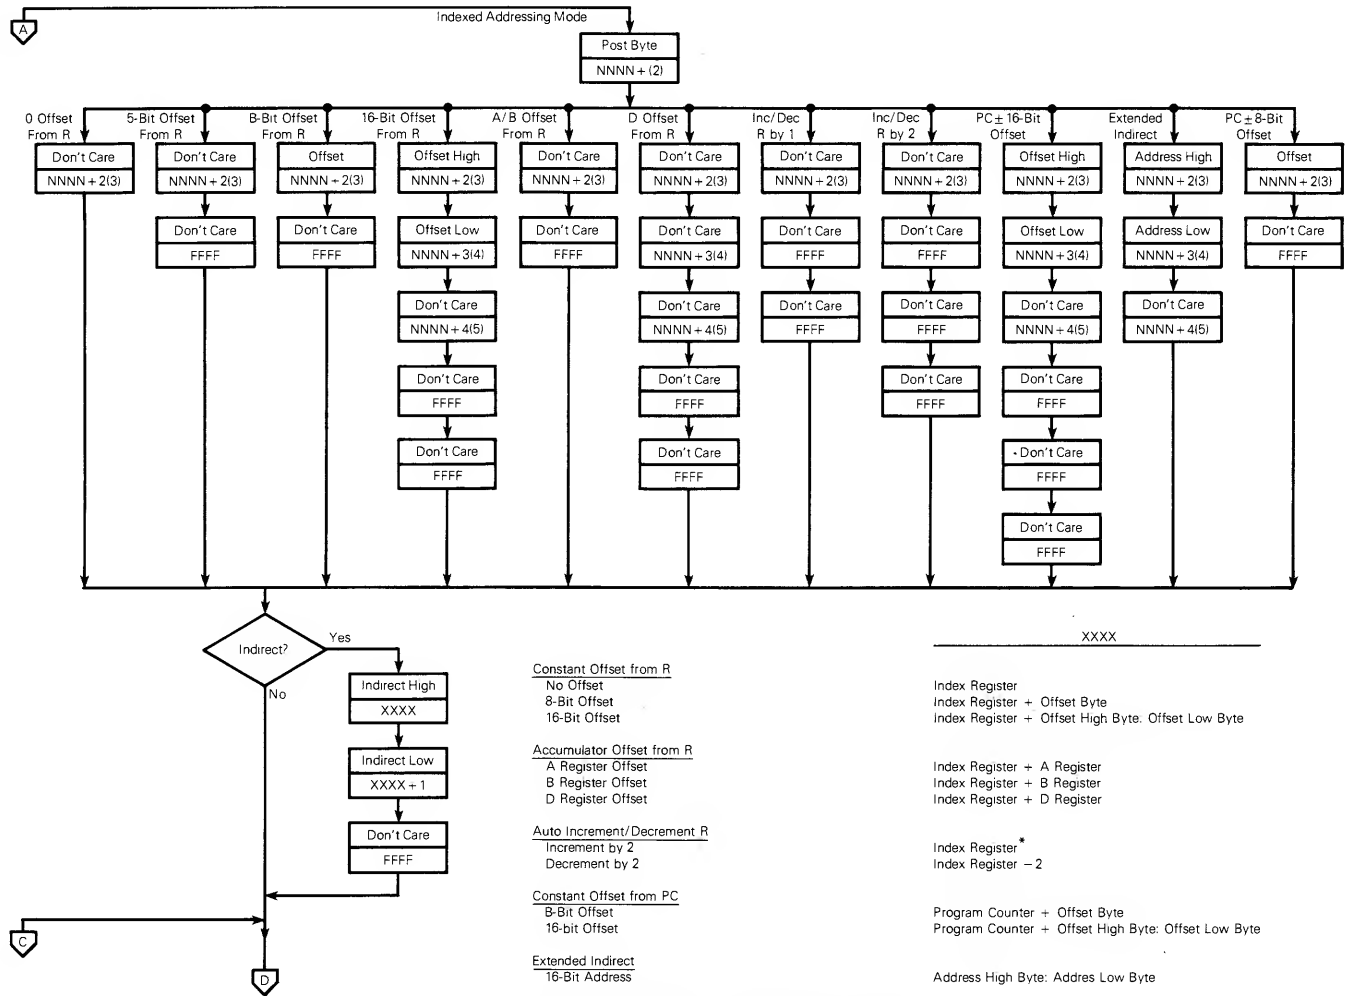 A
Indexed Addressing Mode
Post Byte
NNNN + (2)
0 Offset From R
5-Bit Offset From R
B-Bit Offset From R
16-Bit Offset From R
A/B Offset From R
D Offset From R
Inc/Dec R by 1
Inc/Dec R by 2
PC ± 16-Bit Offset
Extended Indirect
PC ± 8-Bit Offset
Don't Care
NNNN + 2(3)
Don't Care
NNNN + 2(3)
Offset
NNNN + 2(3)
Offset High
NNNN + 2(3)
Don't Care
NNNN + 2(3)
Don't Care
NNNN + 2(3)
Don't Care
NNNN + 2(3)
Don't Care
NNNN + 2(3)
Offset High
NNNN + 2(3)
Address High
NNNN + 2(3)
Offset
NNNN + 2(3)
Don't Care
FFFF
Don't Care
FFFF
Offset Low
NNNN + 3(4)
Don't Care
FFFF
Don't Care
NNNN + 3(4)
Don't Care
FFFF
Don't Care
FFFF
Offset Low
NNNN + 3(4)
Address Low
NNNN + 3(4)
Don't Care
FFFF
Don't Care
NNNN + 4(5)
Don't Care
NNNN + 4(5)
Don't Care
FFFF
Don't Care
FFFF
Don't Care
NNNN + 4(5)
Don't Care
NNNN + 4(5)
Don't Care
FFFF
Don't Care
FFFF
Don't Care
FFFF
Don't Care
FFFF
Don't Care
FFFF
Don't Care
FFFF
Don't Care
FFFF
Don't Care
FFFF
Indirect?
Yes
No
Indirect High
XXXX
Indirect Low
XXXX + 1
Don't Care
FFFF
C
D
XXXX
Constant Offset from R
No Offset Index Register
8-Bit Offset Index Register + Offset Byte
16-Bit Offset Index Register + Offset High Byte: Offset Low Byte
Accumulator Offset from R
A Register Offset Index Register + A Register
B Register Offset Index Register + B Register
D Register Offset Index Register + D Register
Auto Increment/Decrement R
Increment by 2 Index Register*
Decrement by 2 Index Register − 2
Constant Offset from PC
B-Bit Offset Program Counter + Offset Byte
16-bit Offset Program Counter + Offset High Byte: Offset Low Byte
Extended Indirect
16-Bit Address Address High Byte: Addres Low Byte